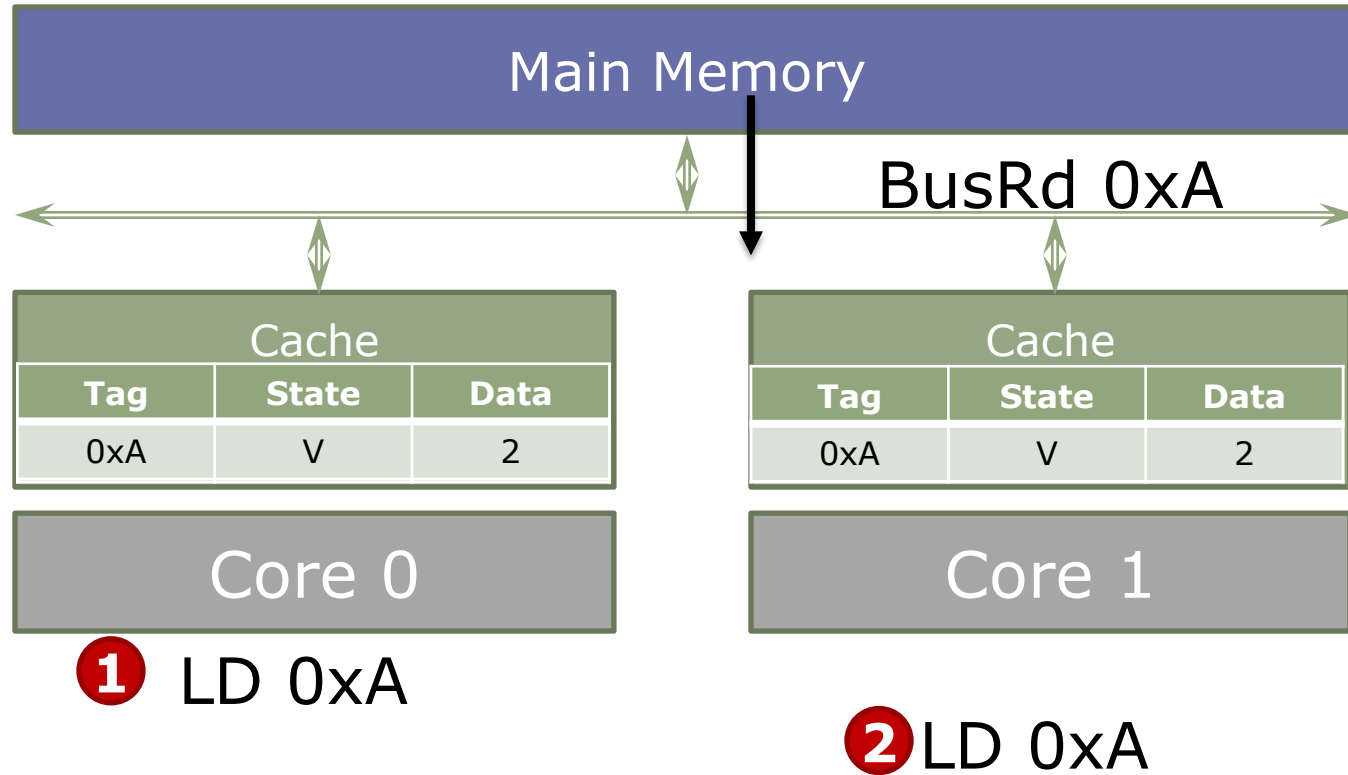 Main Memory
BusRd 0xA
Cache
Tag State Data
0xA V 2
Core 0
1 LD 0xA
Cache
Tag State Data
0xA V 2
Core 1
2 LD 0xA